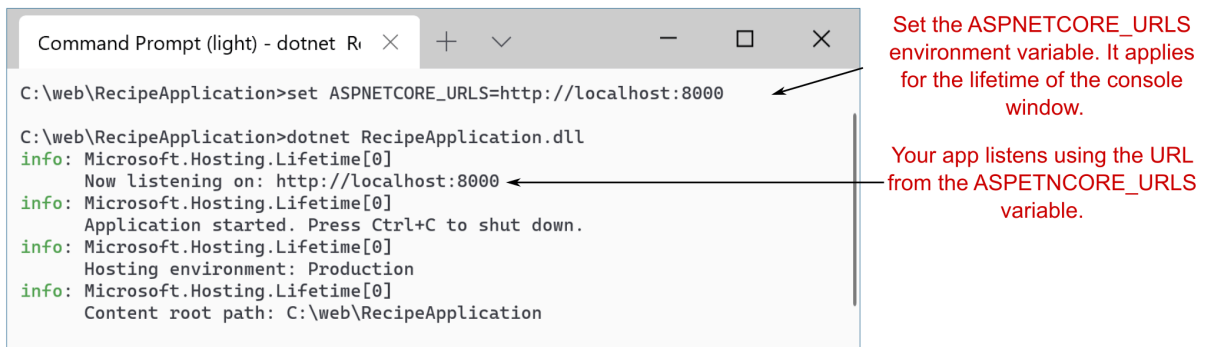 Command Prompt (light) - dotnet Re
C:\web\RecipeApplication>set ASPNETCORE_URLS=http://localhost:8000
C:\web\RecipeApplication>dotnet RecipeApplication.dll
info: Microsoft.Hosting.Lifetime[0]
Now listening on: http://localhost:8000
info: Microsoft.Hosting.Lifetime[0]
Application started. Press Ctrl+C to shut down.
info: Microsoft.Hosting.Lifetime[0]
Hosting environment: Production
info: Microsoft.Hosting.Lifetime[0]
Content root path: C:\web\RecipeApplication
Set the ASPNETCORE_URLS
environment variable. It applies
for the lifetime of the console
window.
Your app listens using the URL
from the ASPETNCORE_URLS
variable.